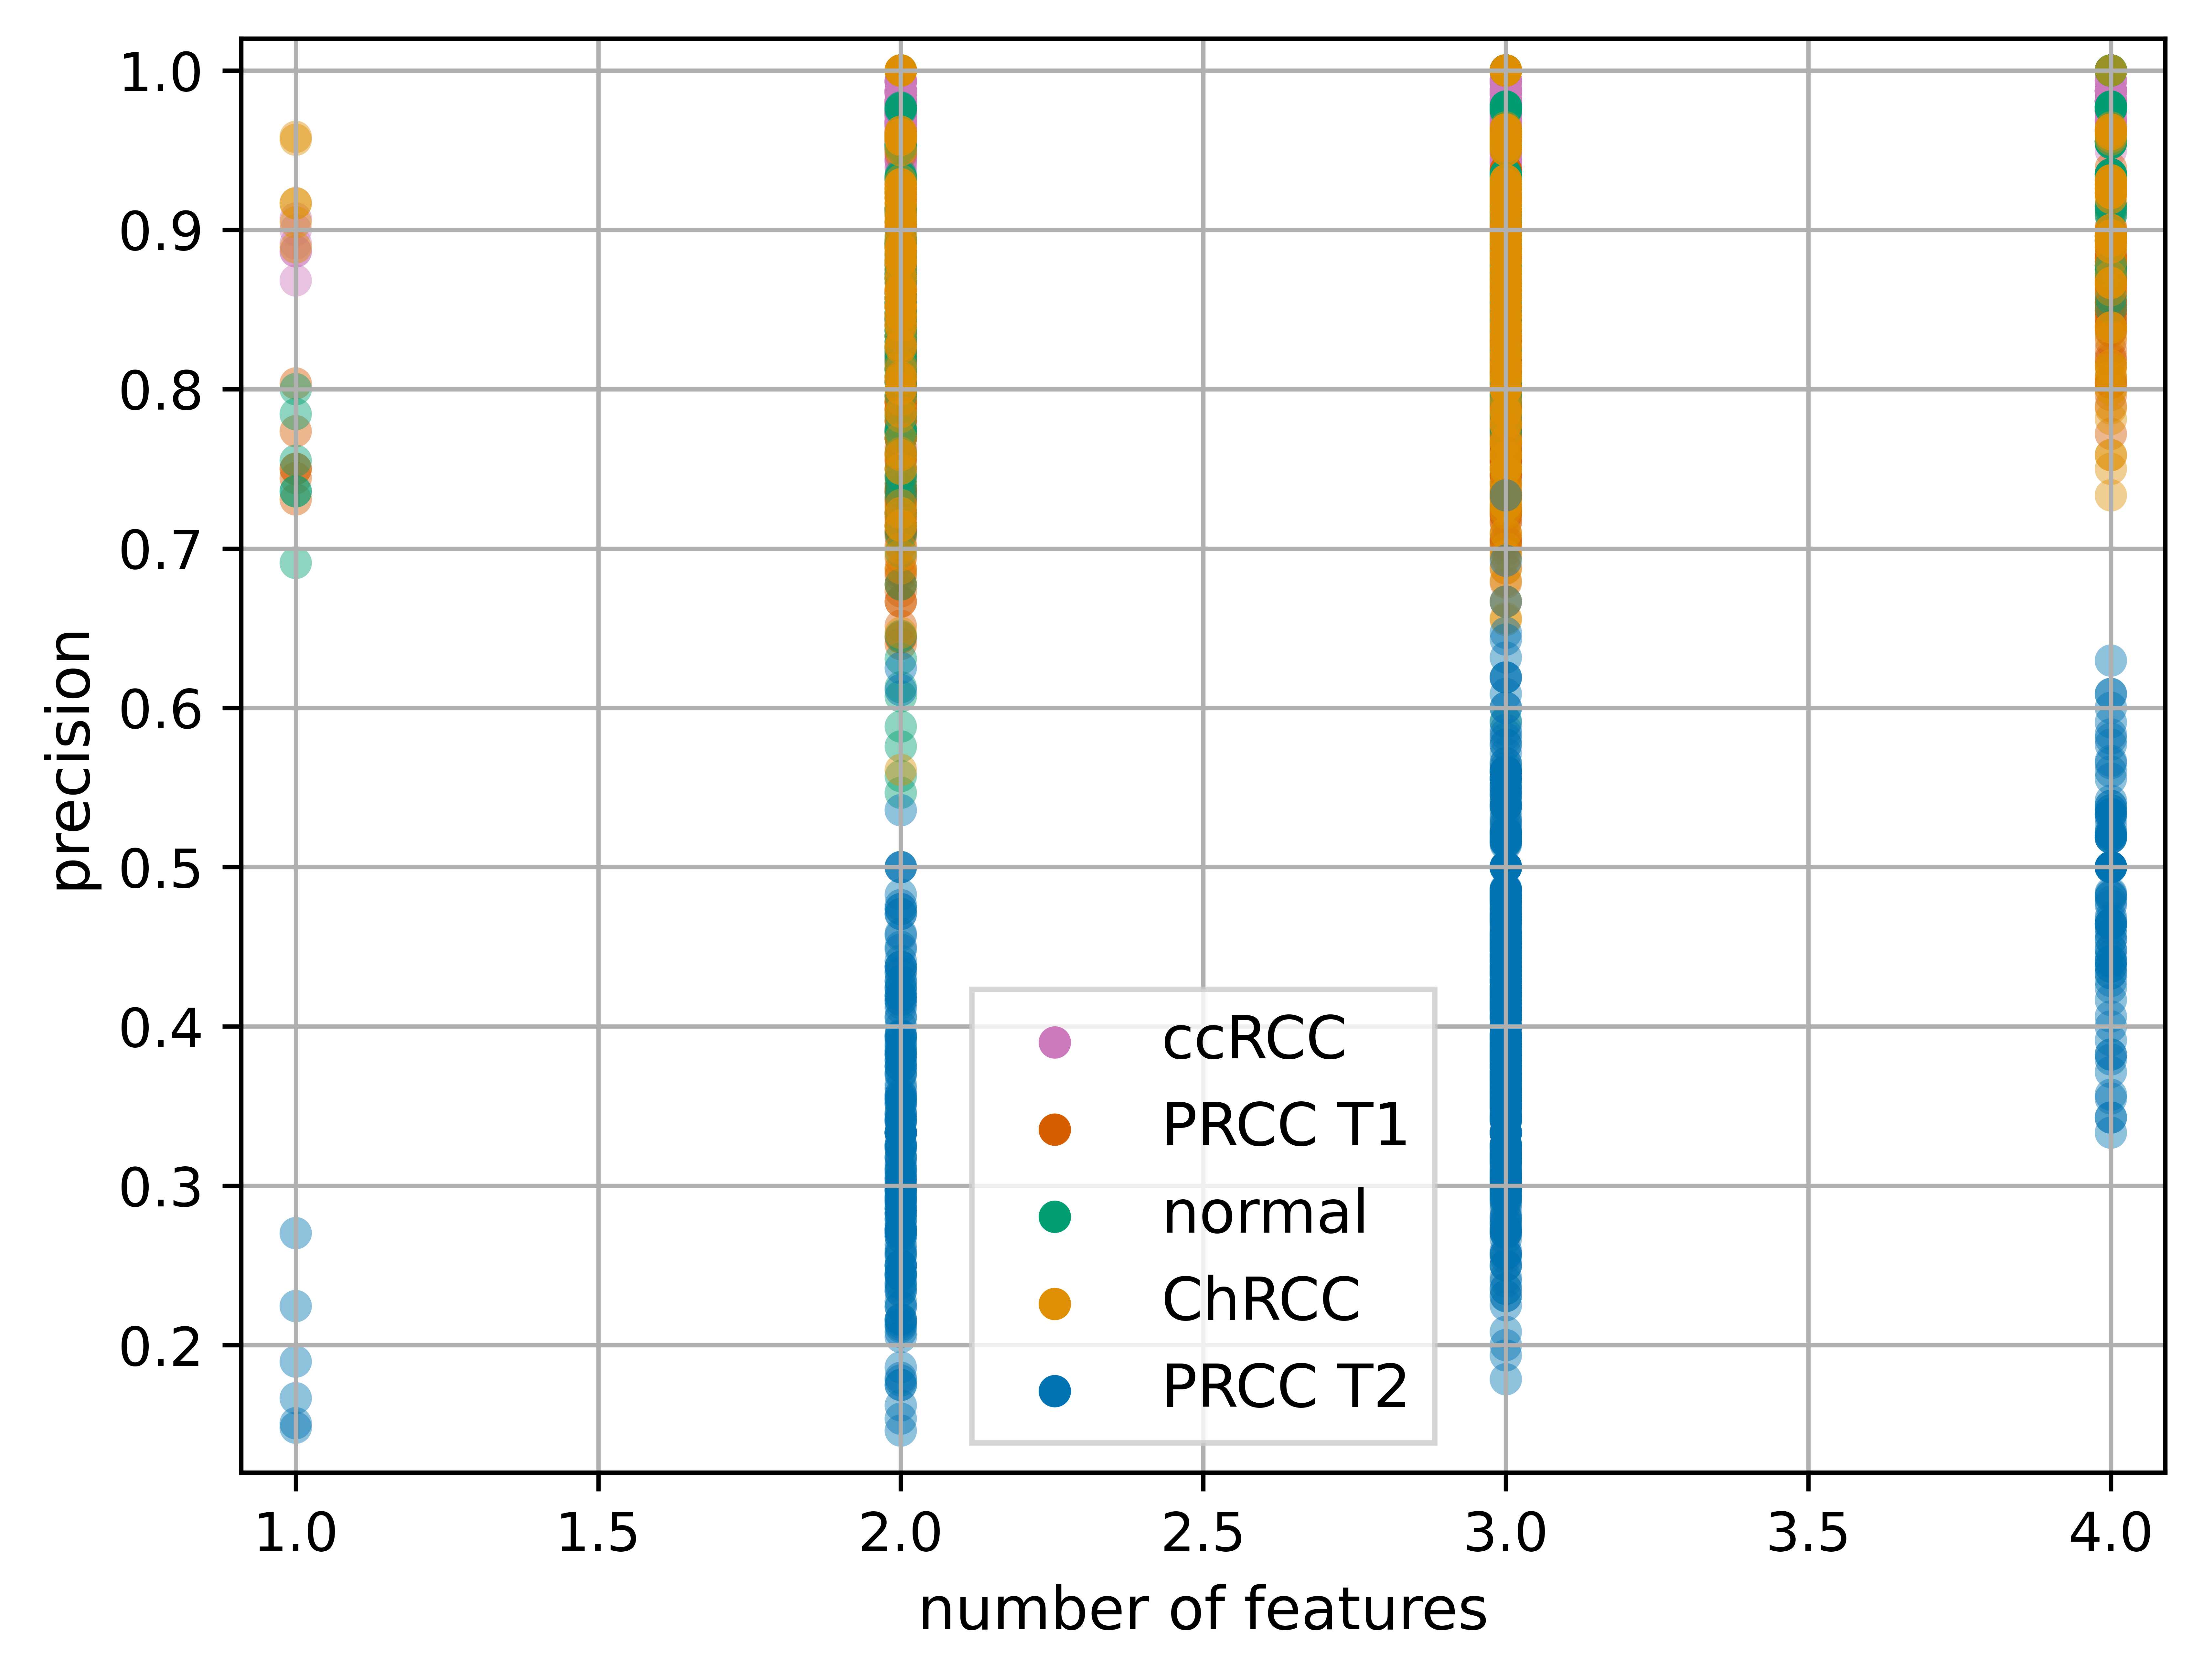 1.0
0.9
0.8
0.7
0.6
0.5
0.4
0.3
0.2
precision
ccRCC
PRCC T1
normal
ChRCC
PRCC T2
1.0 1.5 2.0 2.5 3.0 3.5 4.0
number of features